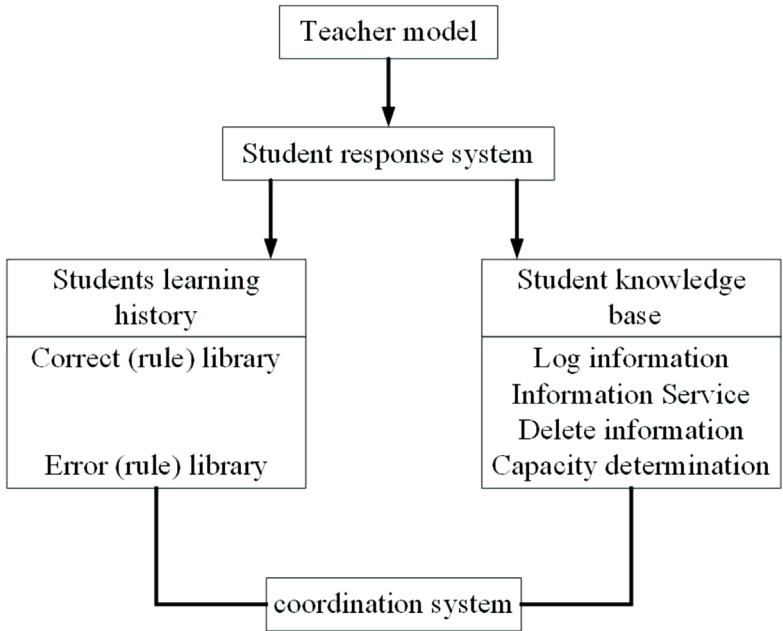 Teacher model
Student response system
Students learning
history
Correct (rule) library
Error (rule) library
Student knowledge
base
Log information
Information Service
Delete information
Capacity determination
coordination system